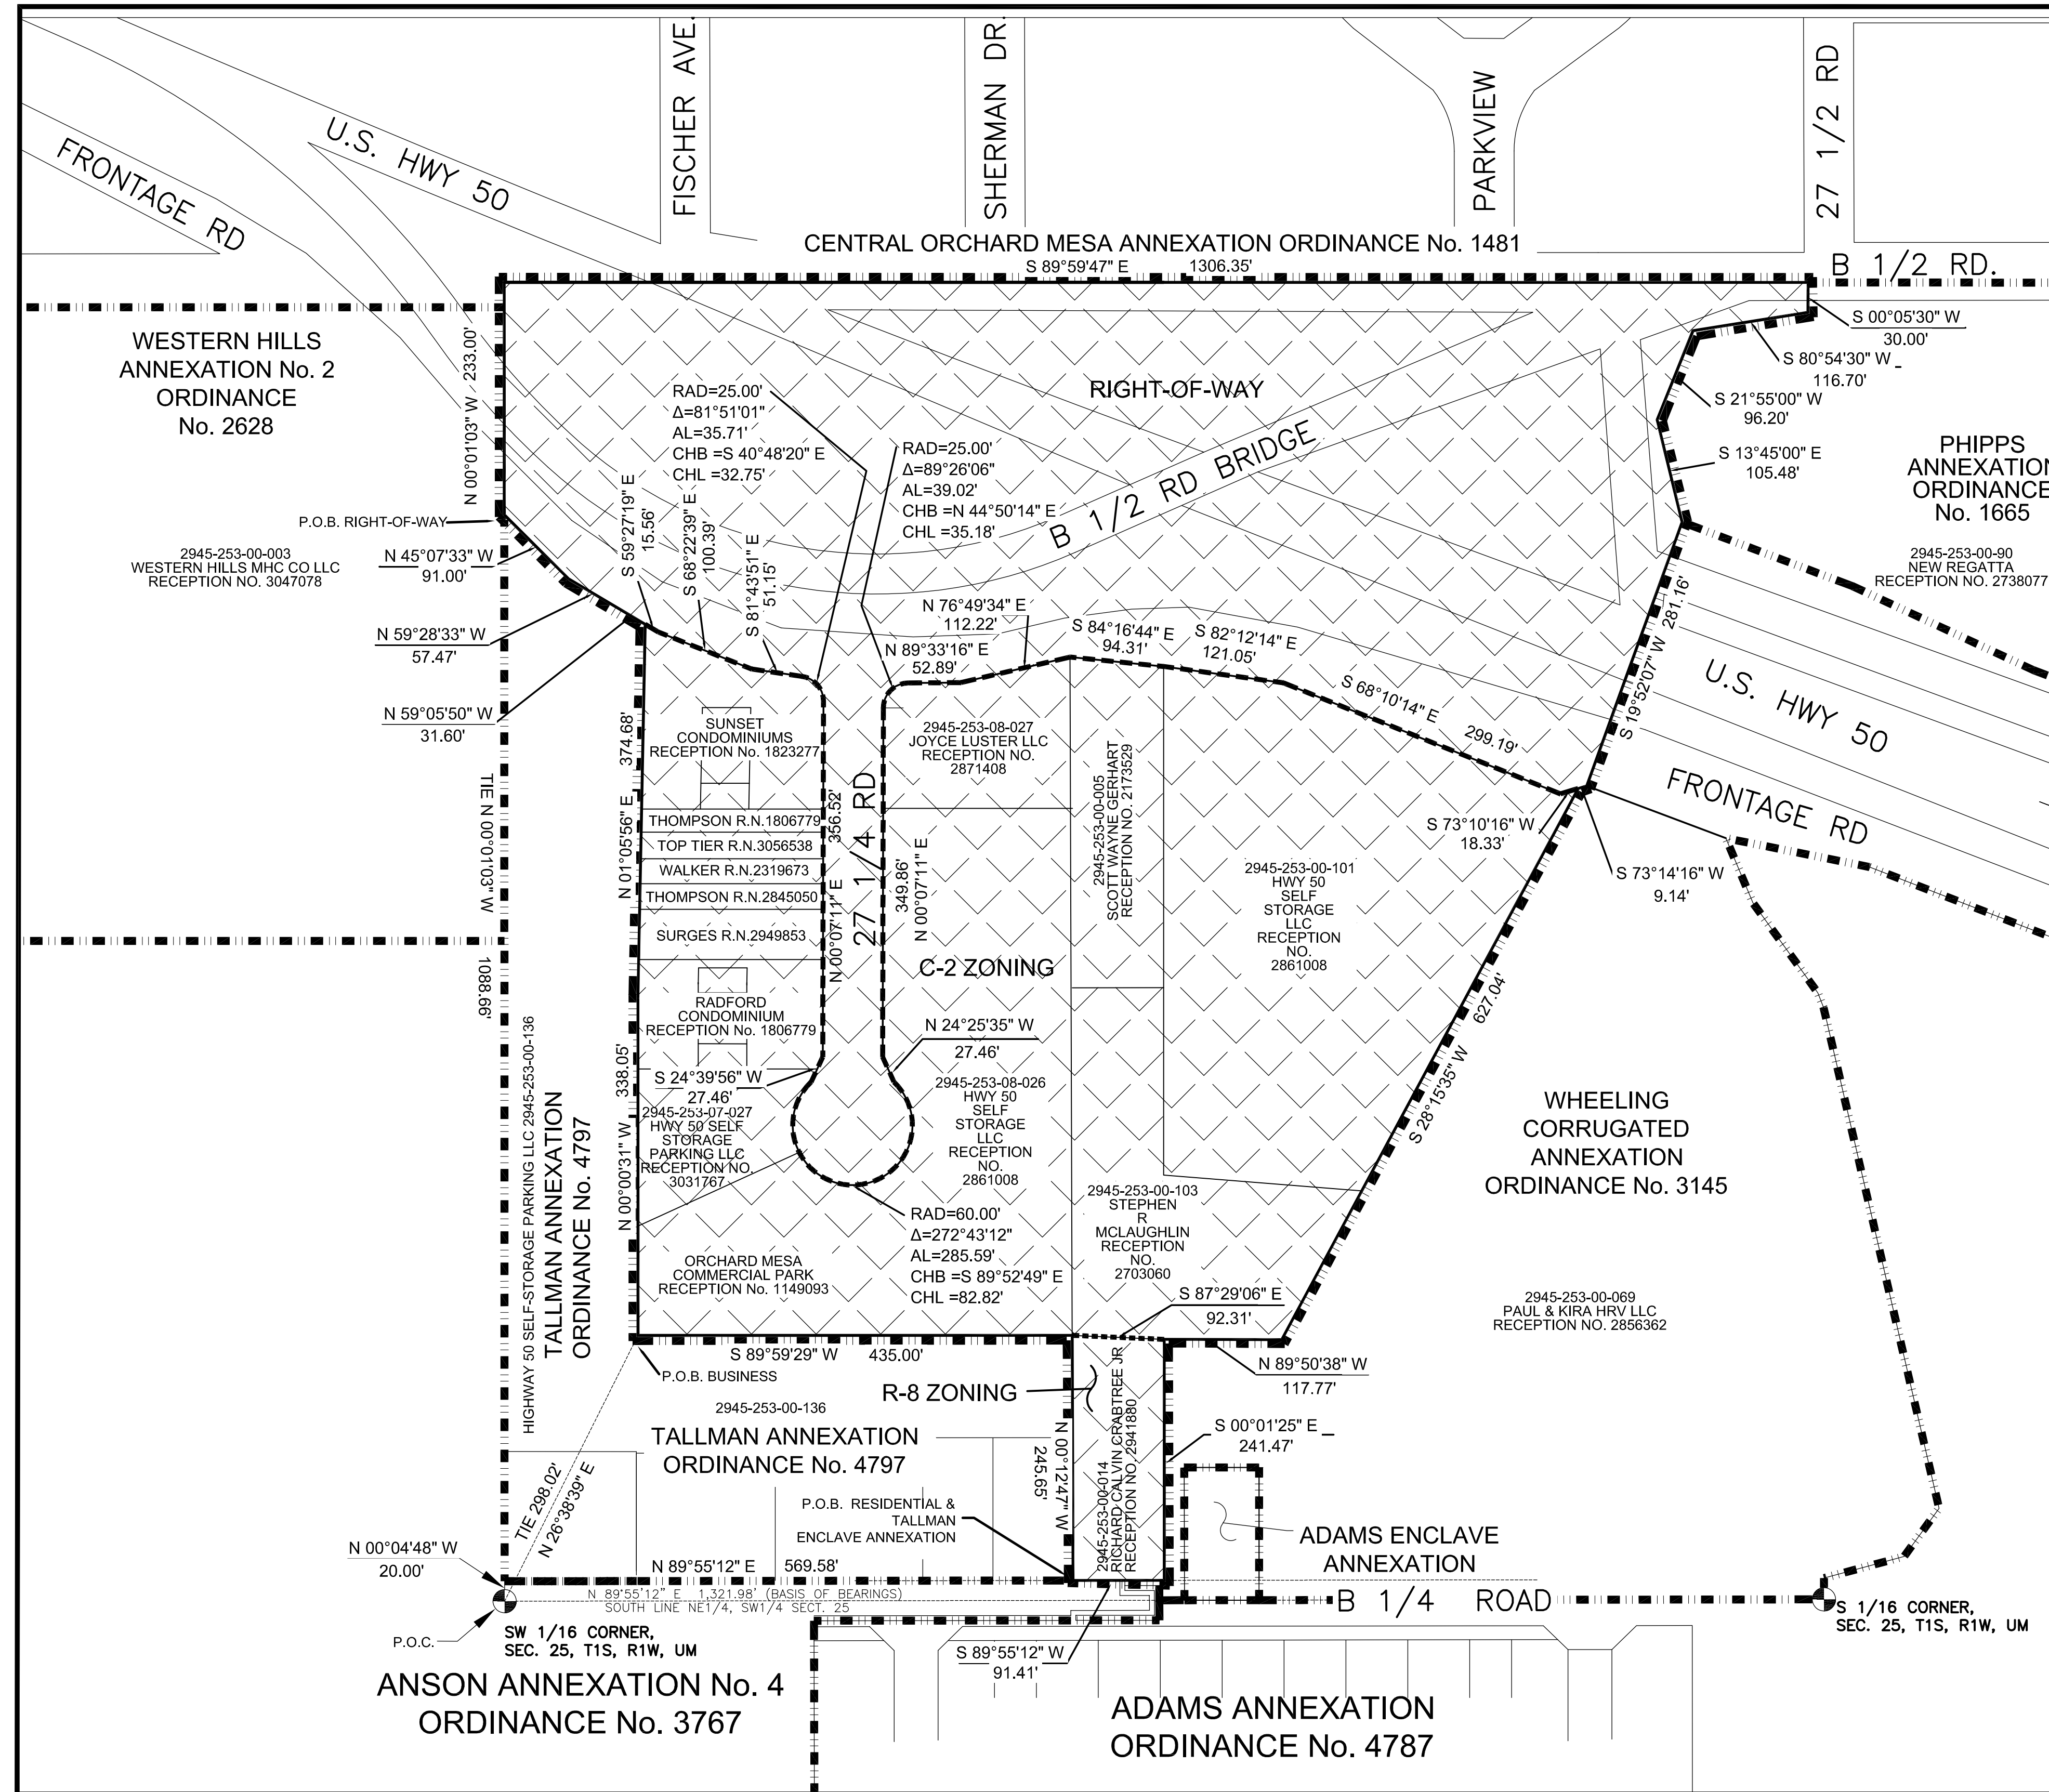 FISCHER AVE.
SHERMAN DR.
PARKVIEW
27 1/2 RD
U.S. HWY 50
FRONTAGE RD
CENTRAL ORCHARD MESA ANNEXATION ORDINANCE No. 1481
S 89°59'47" E 1306.35'
B 1/2 RD.
S 00°05'30" W
30.00'
S 80°54'30" W
116.70'
S 21°55'00" W
96.20'
S 13°45'00" E
105.48'
WESTERN HILLS
ANNEXATION No. 2
ORDINANCE
No. 2628
N 00°01'03" W 233.00'
RIGHT-OF-WAY
RAD=25.00'
Δ=81°51'01"
AL=35.71'
CHB =S 40°48'20" E
CHL =32.75'
RAD=25.00'
Δ=89°26'06"
AL=39.02'
CHB =N 44°50'14" E
CHL =35.18'
B 1/2 RD BRIDGE
PHIPPS
ANNEXATION
ORDINANCE
No. 1665
2945-253-00-90
NEW REGATTA
RECEPTION NO. 2738077
P.O.B. RIGHT-OF-WAY
2945-253-00-003
WESTERN HILLS MHC CO LLC
RECEPTION NO. 3047078
N 45°07'33" W
91.00'
N 59°28'33" W
57.47'
N 59°05'50" W
31.60'
S 59°27'19" E
15.56'
S 68°22'39" E
100.39'
S 81°43'51" E
51.15'
N 76°49'34" E
112.22'
N 89°33'16" E
52.89'
S 84°16'44" E
94.31'
S 82°12'14" E
121.05'
S 68°10'14" E
299.19'
S 19°52'07" W 281.16'
U.S. HWY 50
FRONTAGE RD
S 73°10'16" W
18.33'
S 73°14'16" W
9.14'
TIE N 00°01'03" W
1088.66'
N 01°05'56" E 374.68'
SUNSET
CONDOMINIUMS
RECEPTION No. 1823277
THOMPSON R.N.1806779
TOP TIER R.N.3056538
WALKER R.N.2319673
THOMPSON R.N.2845050
SURGES R.N.2949853
RADFORD
CONDOMINIUM
RECEPTION No. 1806779
N 00°07'11" E 356.52'
27 1/4 RD
349.86'
N 00°07'11" E
2945-253-08-027
JOYCE LUSTER LLC
RECEPTION NO.
2871408
2945-253-00-005
SCOTT WAYNE GERHART
RECEPTION NO. 2173529
2945-253-00-101
HWY 50
SELF
STORAGE
LLC
RECEPTION
NO.
2861008
C-2 ZONING
N 24°25'35" W
27.46'
S 24°39'56" W
27.46'
2945-253-07-027
HWY 50 SELF
STORAGE
PARKING LLC
RECEPTION NO.
3031767
2945-253-08-026
HWY 50
SELF
STORAGE
LLC
RECEPTION
NO.
2861008
N 00°00'31" W 338.05'
HIGHWAY 50 SELF-STORAGE PARKING LLC 2945-253-00-136
TALLMAN ANNEXATION
ORDINANCE No. 4797
S 28°15'35" W 627.04'
WHEELING
CORRUGATED
ANNEXATION
ORDINANCE No. 3145
2945-253-00-103
STEPHEN
R
MCLAUGHLIN
RECEPTION
NO.
2703060
RAD=60.00'
Δ=272°43'12"
AL=285.59'
CHB =S 89°52'49" E
CHL =82.82'
ORCHARD MESA
COMMERCIAL PARK
RECEPTION No. 1149093
2945-253-00-069
PAUL & KIRA HRV LLC
RECEPTION NO. 2856362
S 87°29'06" E
92.31'
S 89°59'29" W 435.00'
P.O.B. BUSINESS
N 89°50'38" W
117.77'
R-8 ZONING
2945-253-00-136
TALLMAN ANNEXATION
ORDINANCE No. 4797
N 00°12'47" W
245.65'
2945-253-00-014
RICHARD CALVIN CRABTREE JR
RECEPTION NO. 2941880
S 00°01'25" E
241.47'
TIE 298.02'
N 26°38'39" E
P.O.B. RESIDENTIAL &
TALLMAN
ENCLAVE ANNEXATION
ADAMS ENCLAVE
ANNEXATION
N 00°04'48" W
20.00'
N 89°55'12" E 569.58'
N 89°55'12" E 1,321.98' (BASIS OF BEARINGS)
SOUTH LINE NE1/4, SW1/4 SECT. 25
B 1/4 ROAD
P.O.C.
SW 1/16 CORNER,
SEC. 25, T1S, R1W, UM
S 1/16 CORNER,
SEC. 25, T1S, R1W, UM
S 89°55'12" W
91.41'
ANSON ANNEXATION No. 4
ORDINANCE No. 3767
ADAMS ANNEXATION
ORDINANCE No. 4787